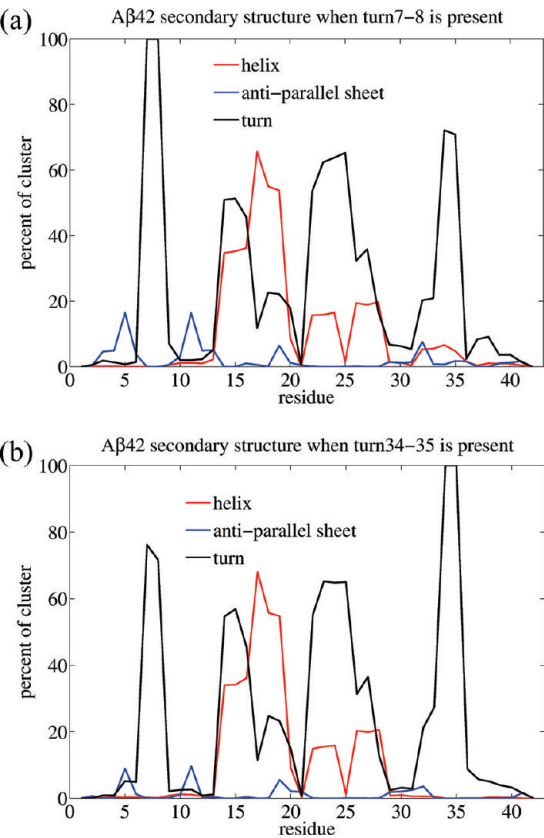 (a)
Aβ42 secondary structure when turn7−8 is present
percent of cluster
100
80
60
40
20
0
helix
anti−parallel sheet
turn
0 5 10 15 20 25 30 35 40
residue
(b)
Aβ42 secondary structure when turn34−35 is present
percent of cluster
100
80
60
40
20
0
helix
anti−parallel sheet
turn
0 5 10 15 20 25 30 35 40
residue